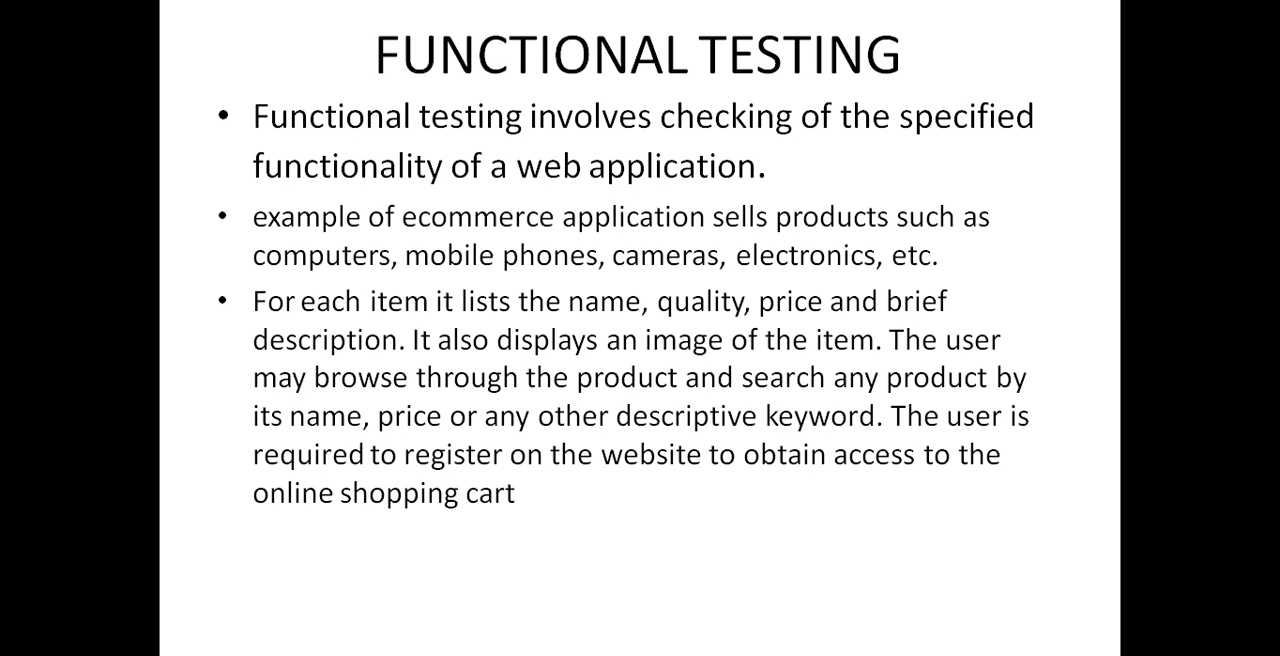 FUNCTIONAL TESTING
• Functional testing involves checking of the specified
functionality of a web application.
• example of ecommerce application sells products such as
computers, mobile phones, cameras, electronics, etc.
• For each item it lists the name, quality, price and brief
description. It also displays an image of the item. The user
may browse through the product and search any product by
its name, price or any other descriptive keyword. The user is
required to register on the website to obtain access to the
online shopping cart